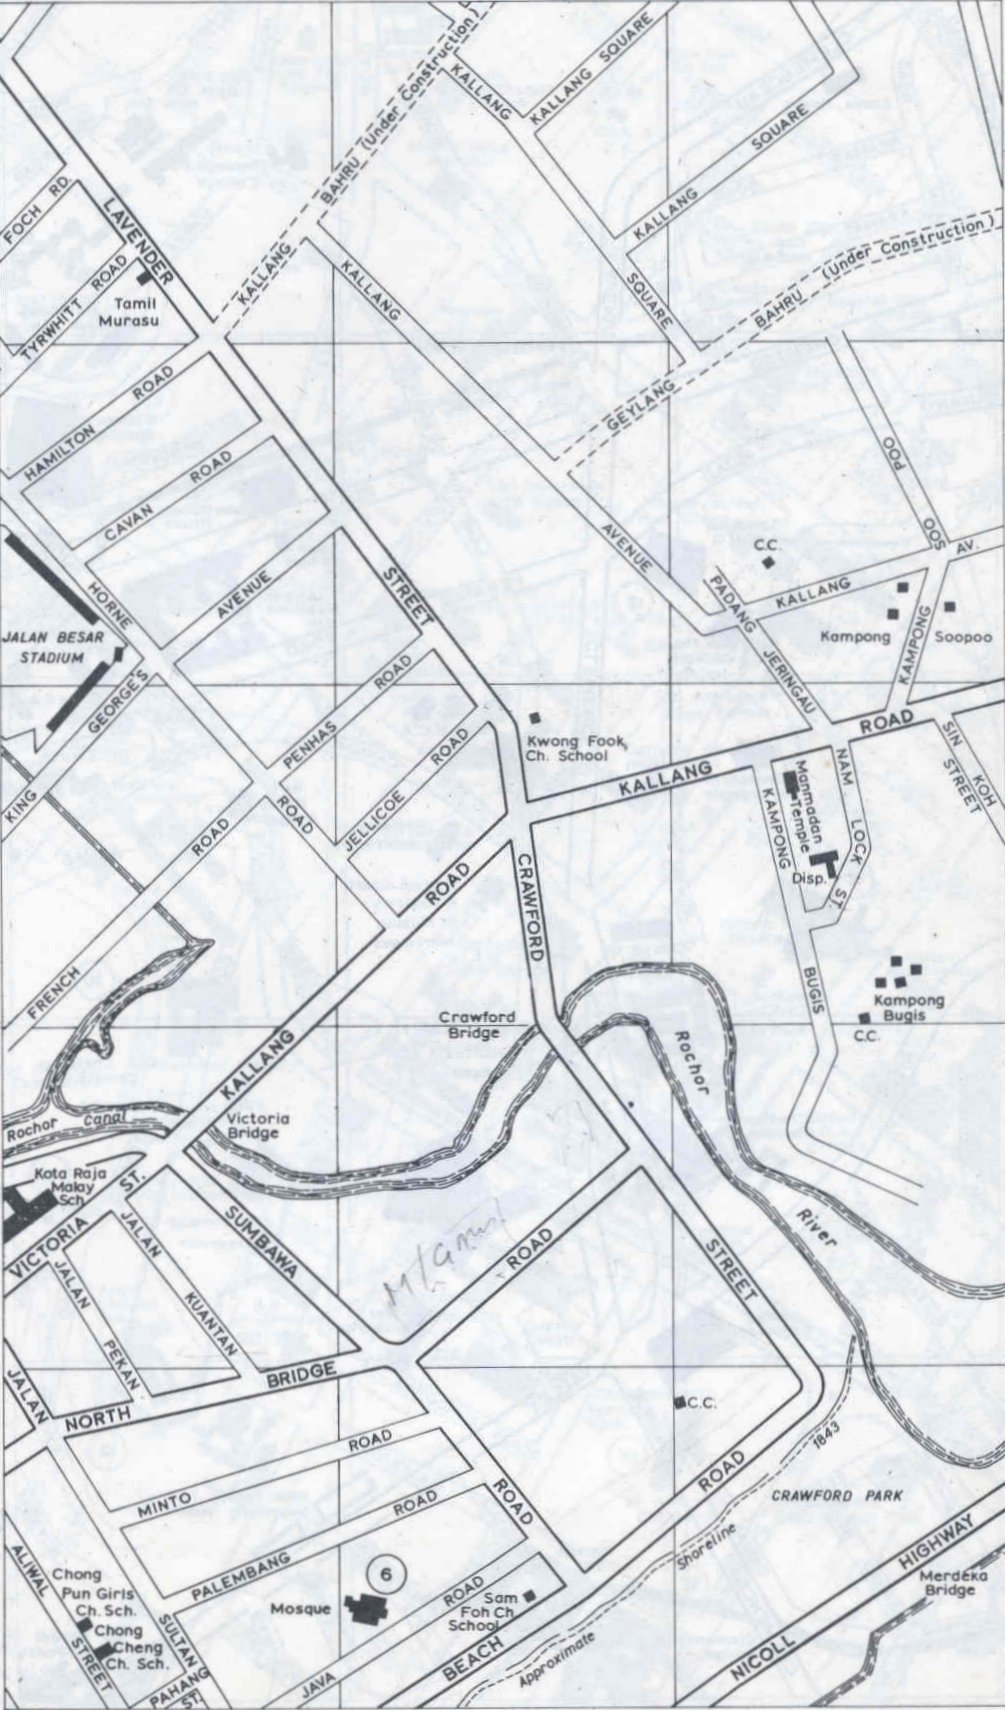 KALLANG
BAHRU (Under Construction)
KALLANG
SQUARE
KALLANG SQUARE
KALLANG
SQUARE
FOCH RD.
LAVENDER
STREET
TYRWHITT ROAD
Tamil
Murasu
KALLANG
AVENUE
GEYLANG
BAHRU
(Under Construction)
HAMILTON ROAD
CAVAN ROAD
HORNE
ROAD
KING GEORGE'S AVENUE
JALAN BESAR
STADIUM
PENHAS ROAD
JELLICOE ROAD
FRENCH ROAD
C.C.
PADANG JERINGAU
KALLANG AV.
KAMPONG SOO POO
Kampong
Soopoo
Kwong Fook
Ch. School
KALLANG ROAD
NAM LOCK ST.
SIN KOH
STREET
Manmadan
Temple
Disp.
KAMPONG BUGIS
Kampong
Bugis
C.C.
KALLANG ROAD
CRAWFORD
STREET
Crawford
Bridge
Rochor
River
Rochor Canal
Victoria
Bridge
Kota Raja
Malay
Sch.
VICTORIA ST.
JALAN PEKAN
JALAN KUANTAN
SUMBAWA
ROAD
NORTH BRIDGE ROAD
JALAN
SULTAN
C.C.
MINTO ROAD
PALEMBANG ROAD
JAVA ROAD
BEACH ROAD
Approximate Shoreline 1843
CRAWFORD PARK
NICOLL HIGHWAY
Merdeka
Bridge
ALIWAL
STREET
Chong
Pun Girls
Ch. Sch.
Chong
Cheng
Ch. Sch.
PAHANG
ST.
Mosque
6
Sam
Foh Ch.
School